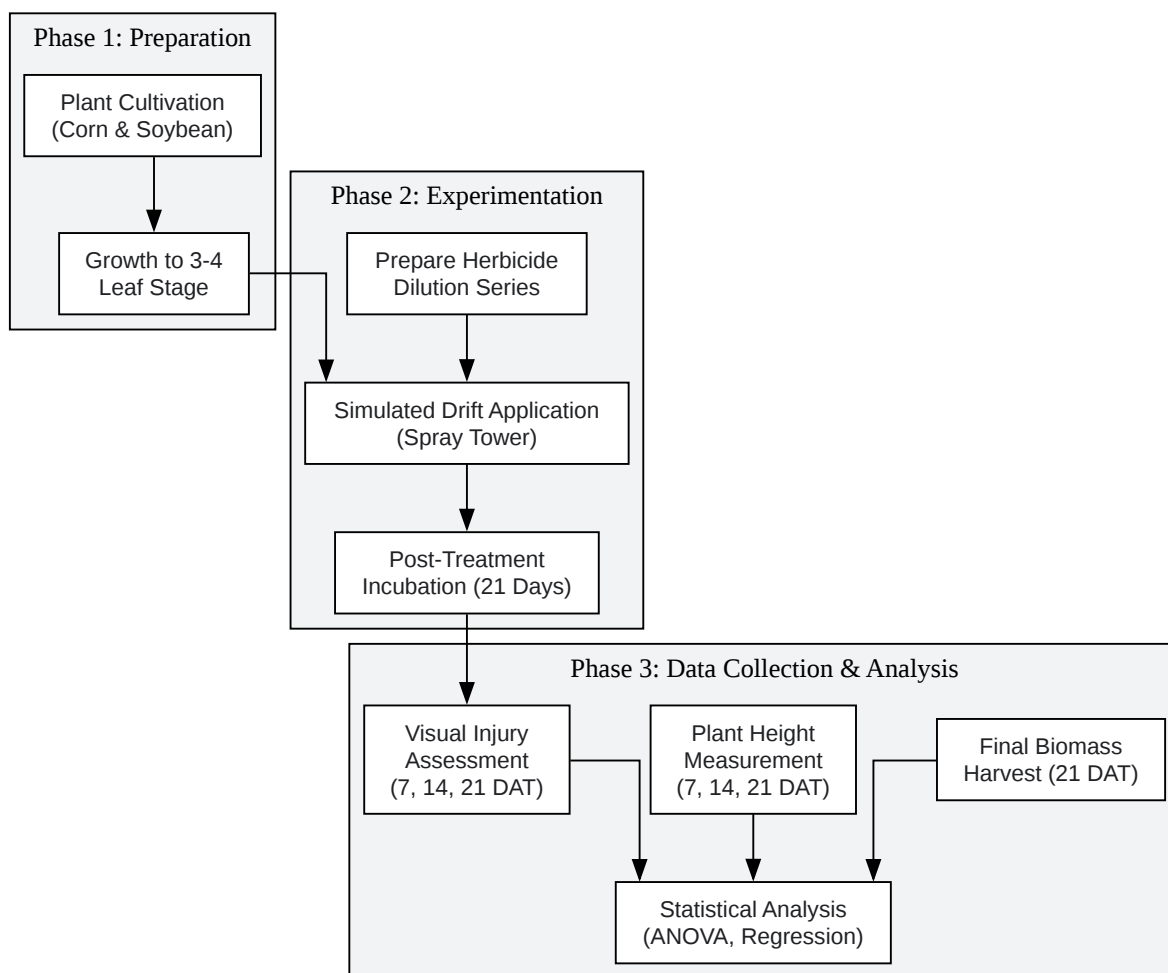 Phase 1: Preparation
Plant Cultivation
(Corn & Soybean)
Growth to 3-4
Leaf Stage
Phase 2: Experimentation
Prepare Herbicide
Dilution Series
Simulated Drift Application
(Spray Tower)
Post-Treatment
Incubation (21 Days)
Phase 3: Data Collection & Analysis
Visual Injury
Assessment
(7, 14, 21 DAT)
Plant Height
Measurement
(7, 14, 21 DAT)
Final Biomass
Harvest (21 DAT)
Statistical Analysis
(ANOVA, Regression)